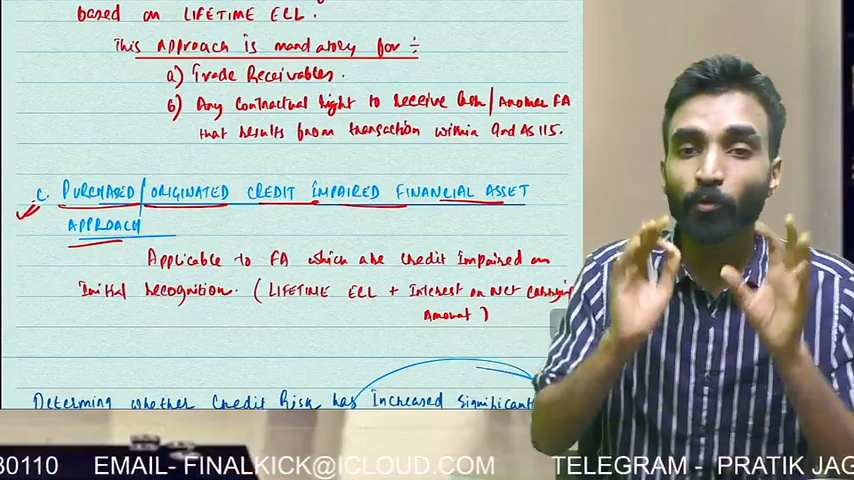 based on LIFETIME ECL.
This approach is mandatory for ÷
a) Trade Receivables.
b) Any contractual right to receive cash/Another FA
that results from transaction within Ind AS 115.
C. PURCHASED/ORIGINATED CREDIT IMPAIRED FINANCIAL ASSET
APPROACH
Applicable to FA which are credit impaired on
Initial recognition. (LIFETIME ECL + Interest on Net Carrying
Amount)
Determing whether Credit Risk has Increased Significant
30110 EMAIL- FINALKICK@ICLOUD.COM TELEGRAM - PRATIK JAG